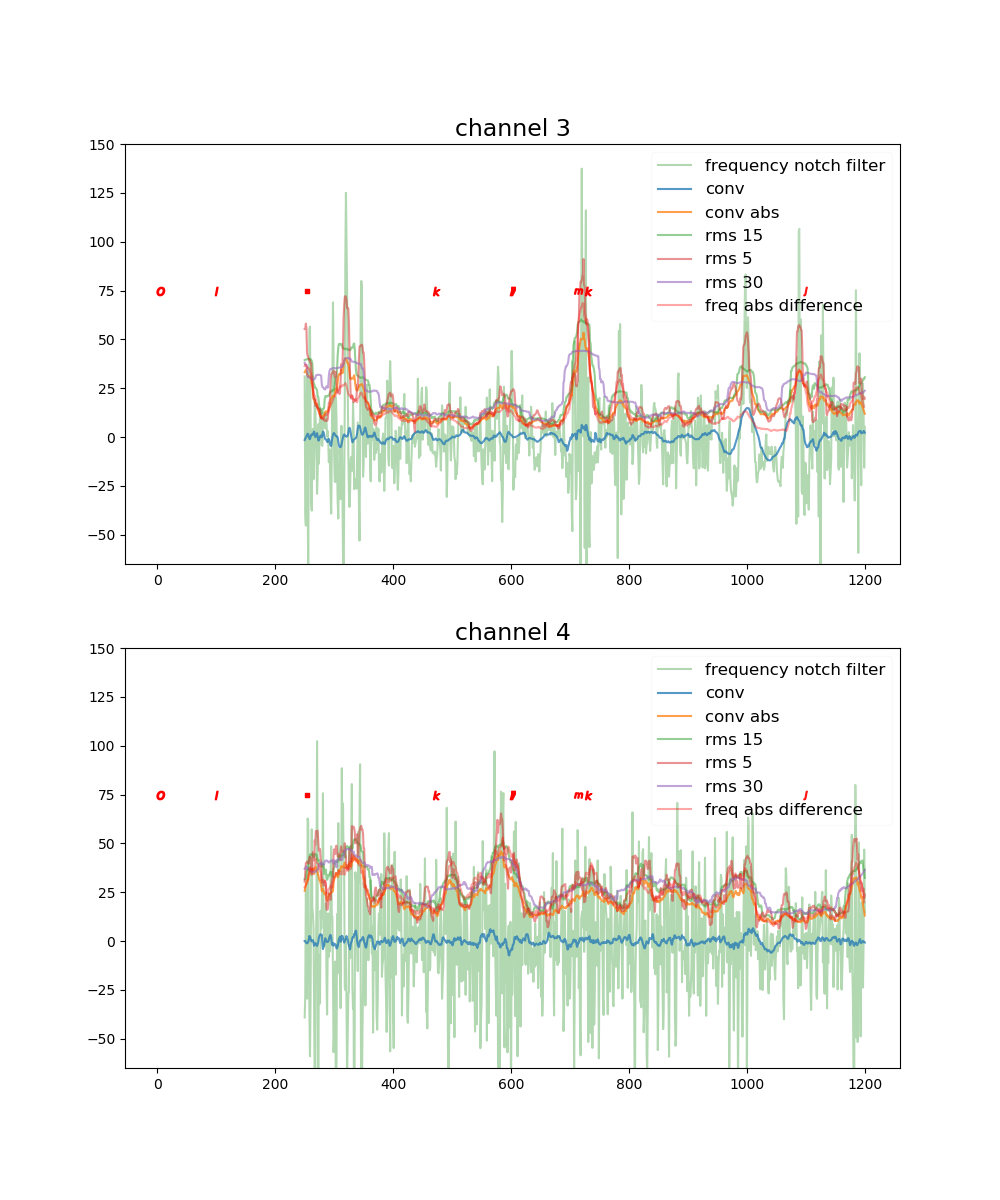 channel 3
150
125
100
75
50
25
0
−25
−50
0 200 400 600 800 1000 1200
frequency notch filter
conv
conv abs
rms 15
rms 5
rms 30
freq abs difference
O l k m k J
channel 4
150
125
100
75
50
25
0
−25
−50
0 200 400 600 800 1000 1200
frequency notch filter
conv
conv abs
rms 15
rms 5
rms 30
freq abs difference
O l k m k J